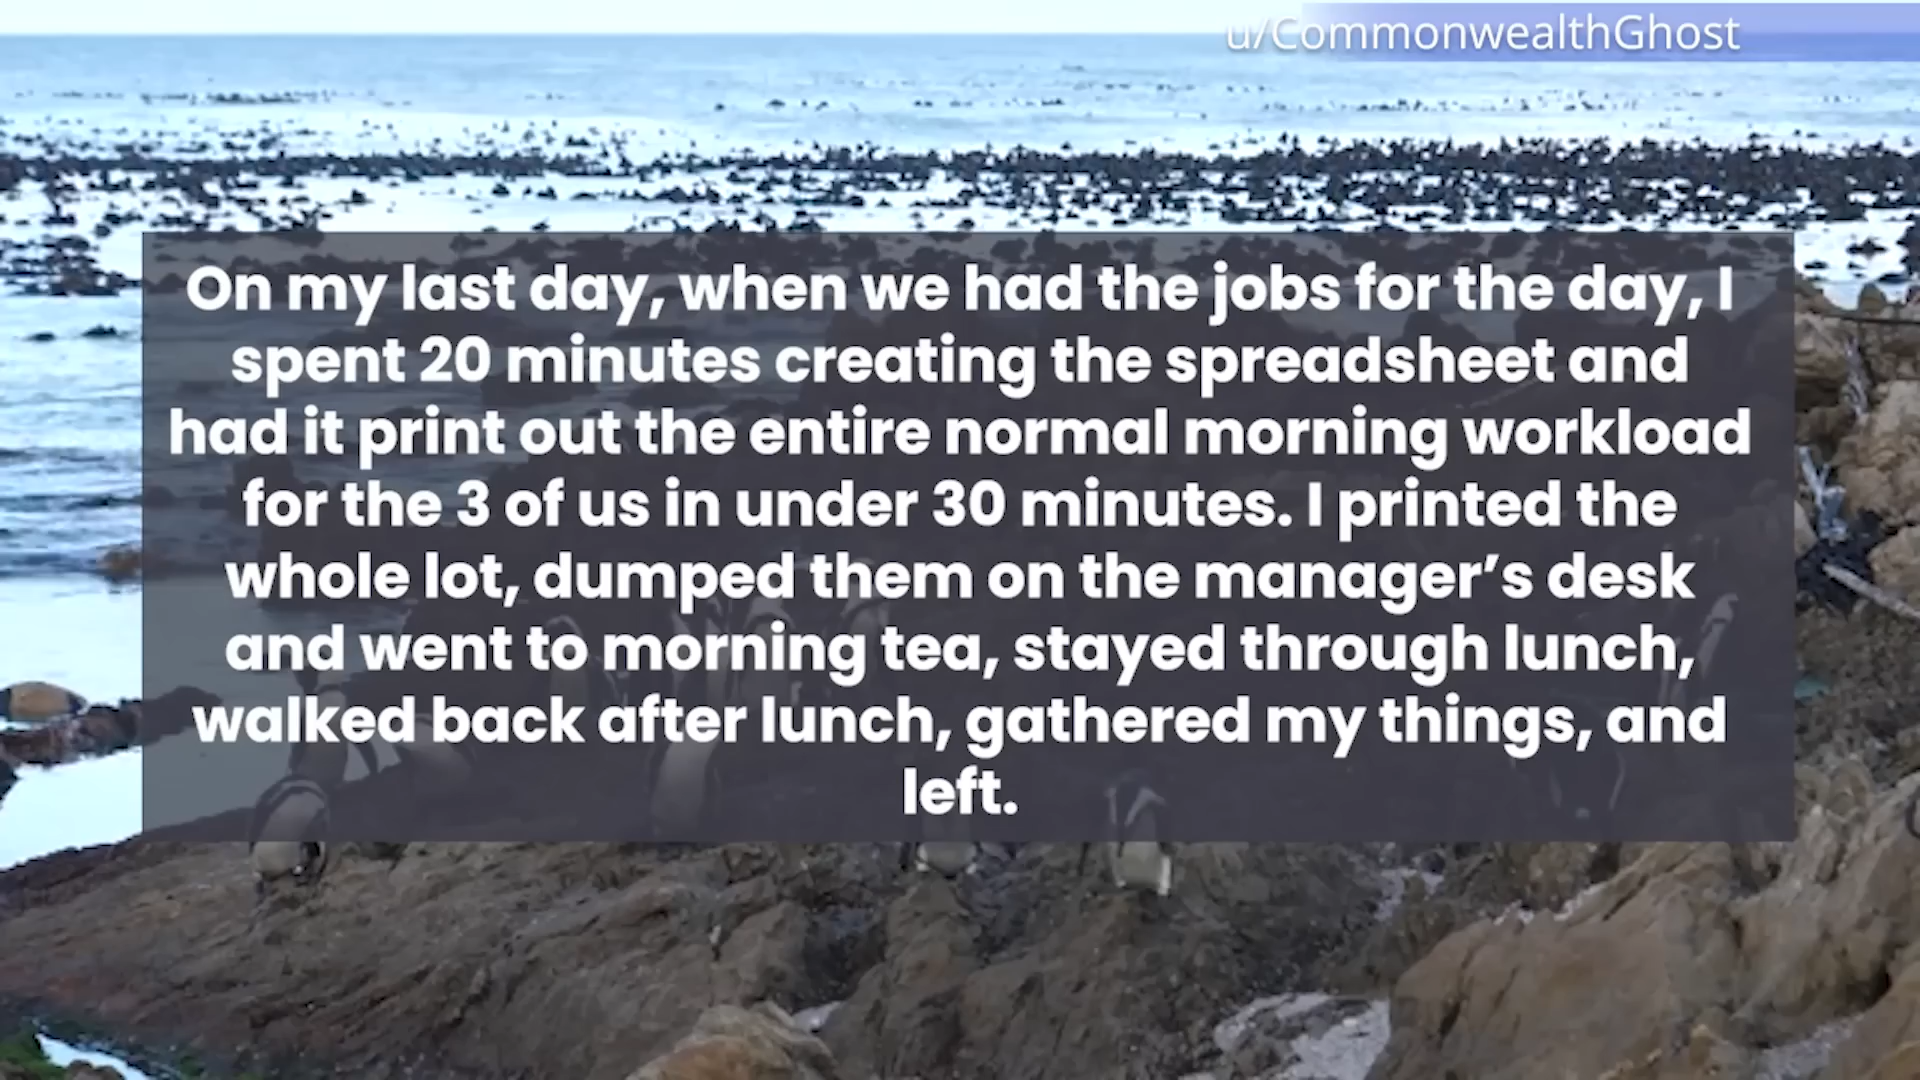 u/CommonwealthGhost
On my last day, when we had the jobs for the day, I
spent 20 minutes creating the spreadsheet and
had it print out the entire normal morning workload
for the 3 of us in under 30 minutes. I printed the
whole lot, dumped them on the manager’s desk
and went to morning tea, stayed through lunch,
walked back after lunch, gathered my things, and
left.